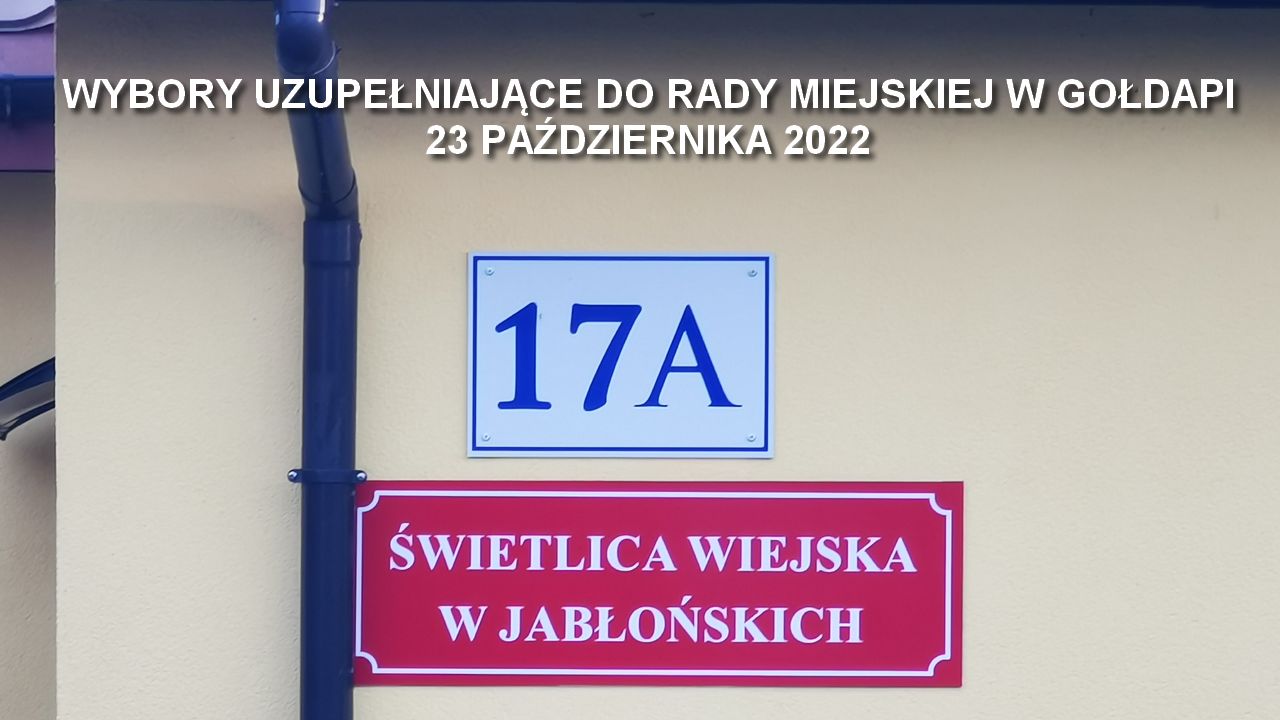 WYBORY UZUPEŁNIAJĄCE DO RADY MIEJSKIEJ W GOŁDAPI
23 PAŹDZIERNIKA 2022
17A
ŚWIETLICA WIEJSKA
W JABŁOŃSKICH